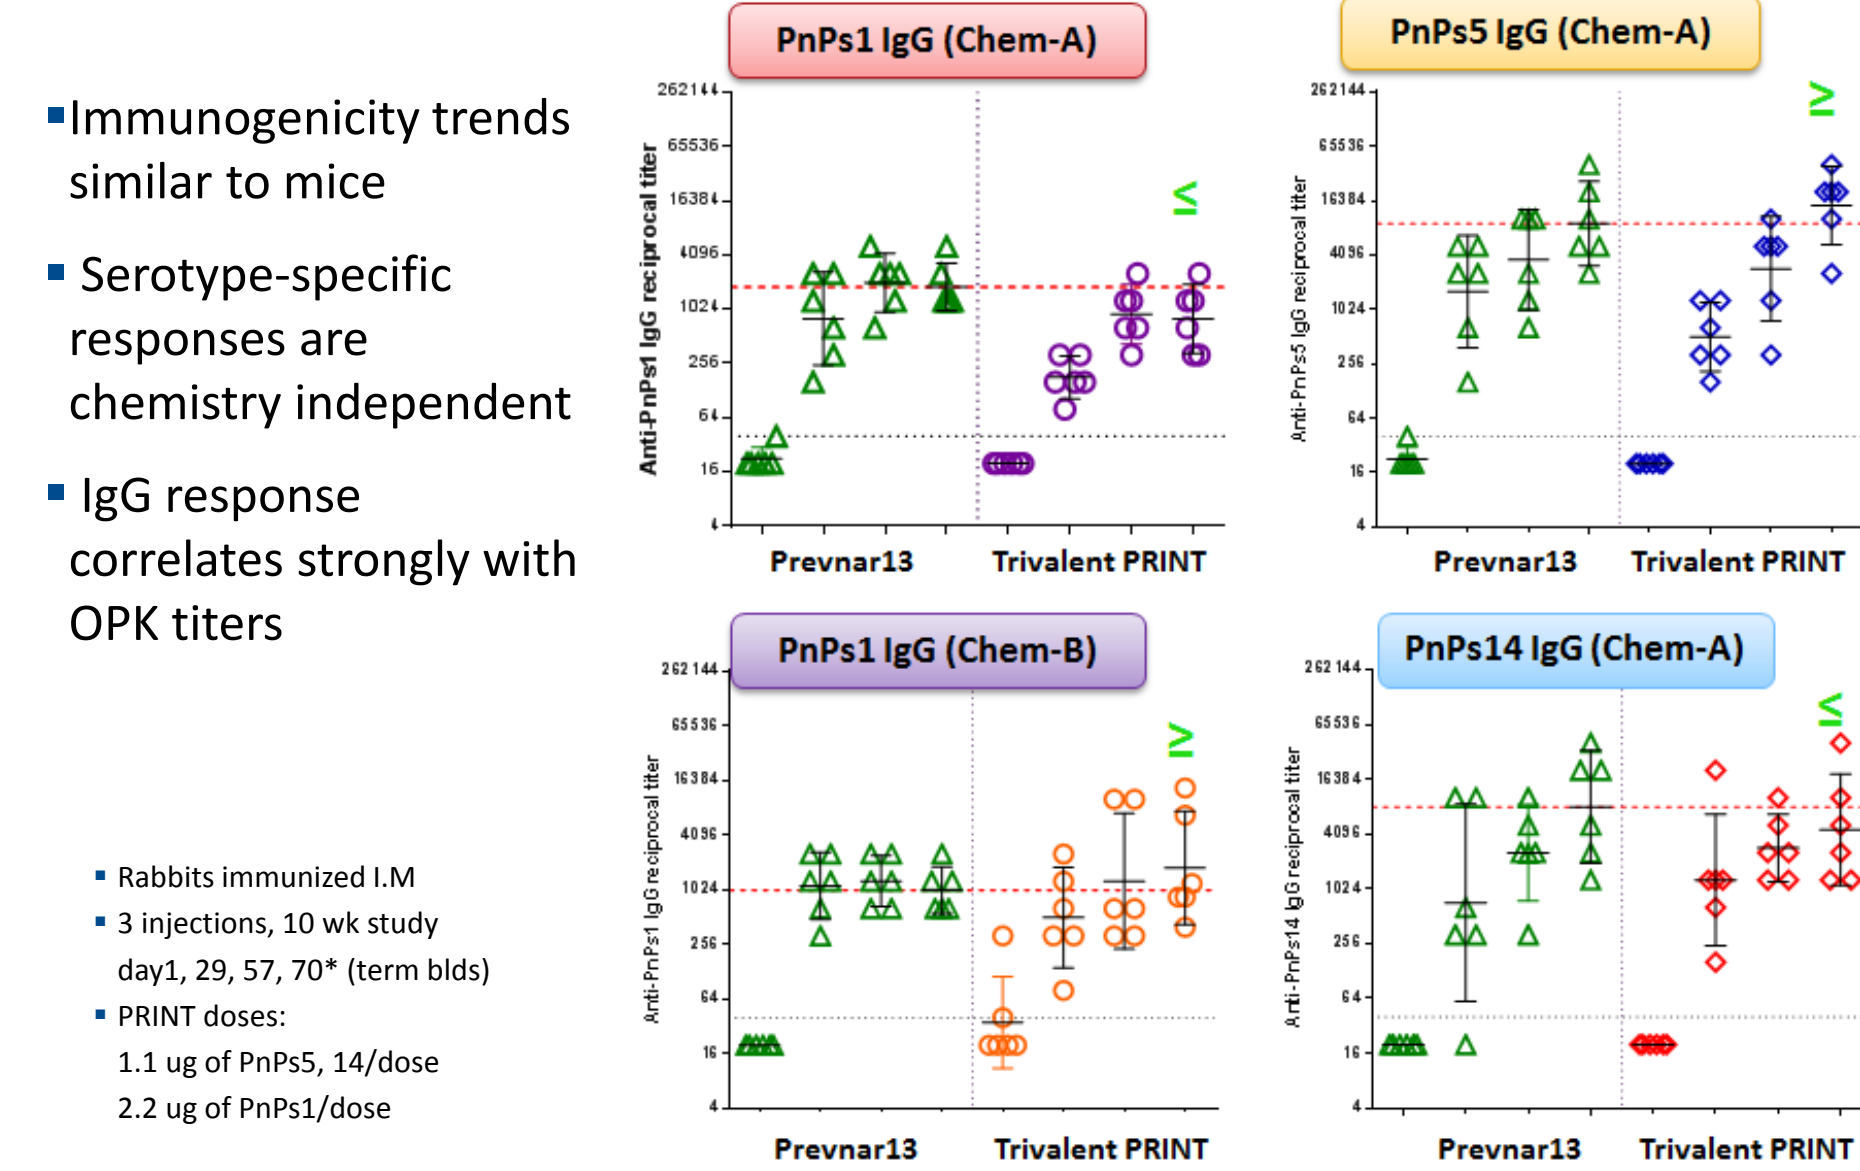 ▪Immunogenicity trends
similar to mice
▪ Serotype-specific
responses are
chemistry independent
▪ IgG response
correlates strongly with
OPK titers
▪ Rabbits immunized I.M
▪ 3 injections, 10 wk study
day1, 29, 57, 70* (term blds)
▪ PRINT doses:
1.1 ug of PnPs5, 14/dose
2.2 ug of PnPs1/dose
PnPs1 IgG (Chem-A)
Anti-PnPs1 IgG reciprocal titer
262144
65536
16384
4096
1024
256
64
16
4
≤
Prevnar13 Trivalent PRINT
PnPs5 IgG (Chem-A)
Anti-PnPs5 IgG reciprocal titer
262144
65536
16384
4096
1024
256
64
16
4
≥
Prevnar13 Trivalent PRINT
PnPs1 IgG (Chem-B)
Anti-PnPs1 IgG reciprocal titer
262144
65536
16384
4096
1024
256
64
16
4
≥
Prevnar13 Trivalent PRINT
PnPs14 IgG (Chem-A)
Anti-PnPs14 IgG reciprocal titer
262144
65536
16384
4096
1024
256
64
16
4
≤
Prevnar13 Trivalent PRINT